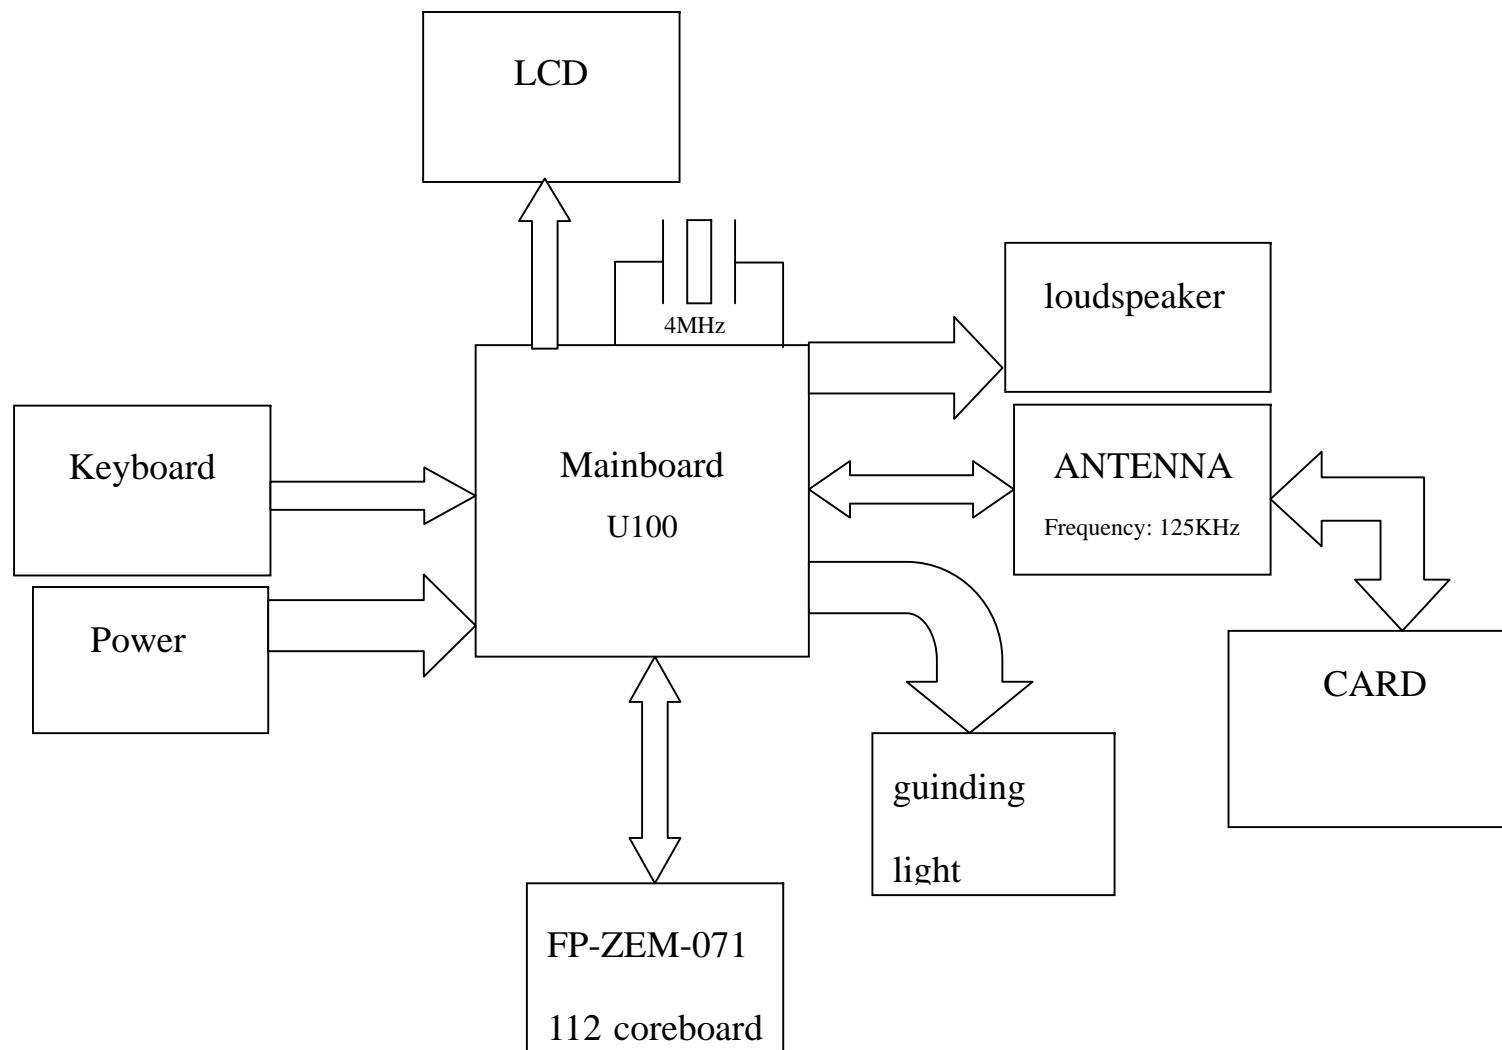 LCD
4MHz
loudspeaker
Keyboard
Mainboard
U100
ANTENNA
Frequency: 125KHz
Power
CARD
guinding
light
FP-ZEM-071
112 coreboard